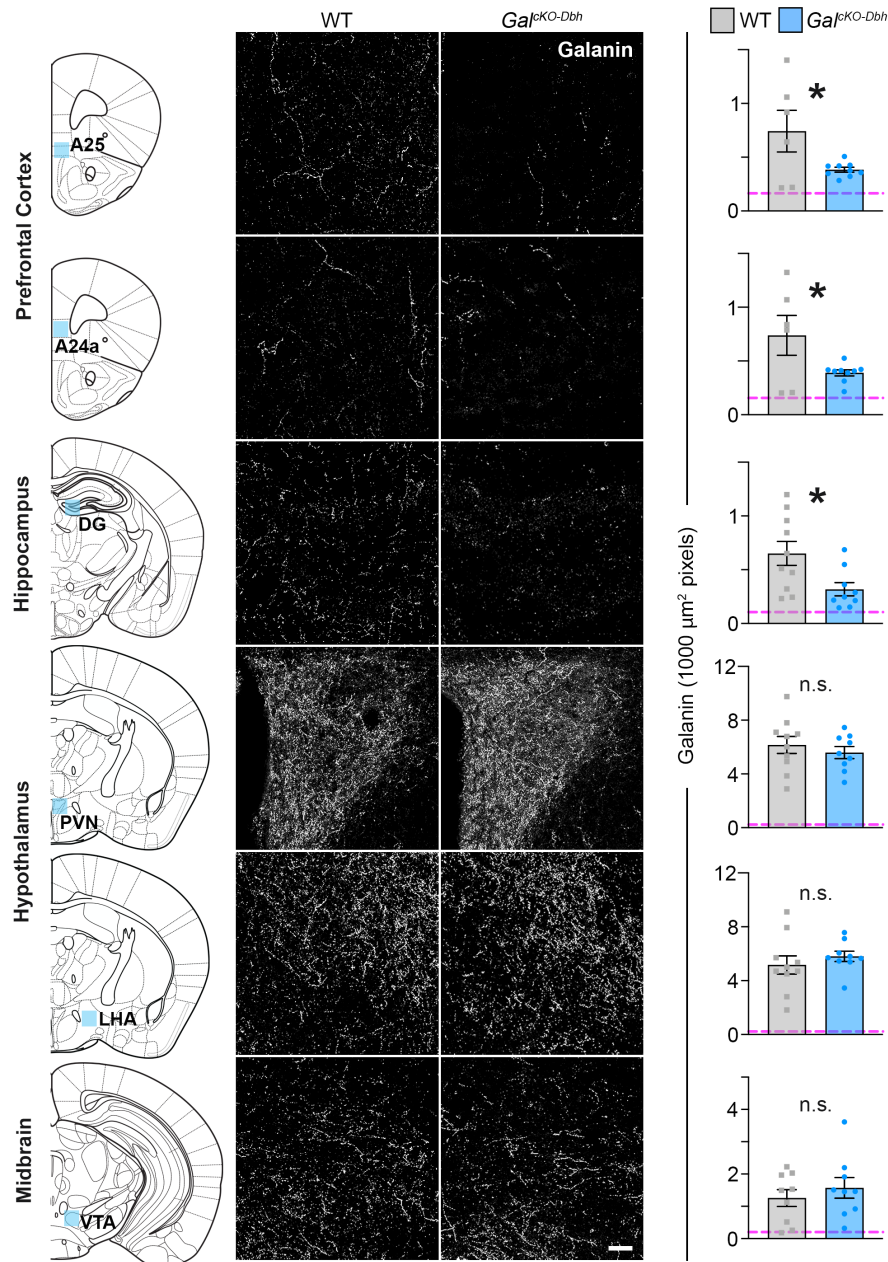 WT
Gal^cKO-Dbh
WT
Gal^cKO-Dbh
Galanin
Prefrontal Cortex
A25
1
0
*
A24a
1
0
*
Hippocampus
DG
1
0
*
Galanin (1000 µm² pixels)
Hypothalamus
PVN
12
8
4
0
n.s.
LHA
12
8
4
0
n.s.
Midbrain
VTA
4
2
0
n.s.